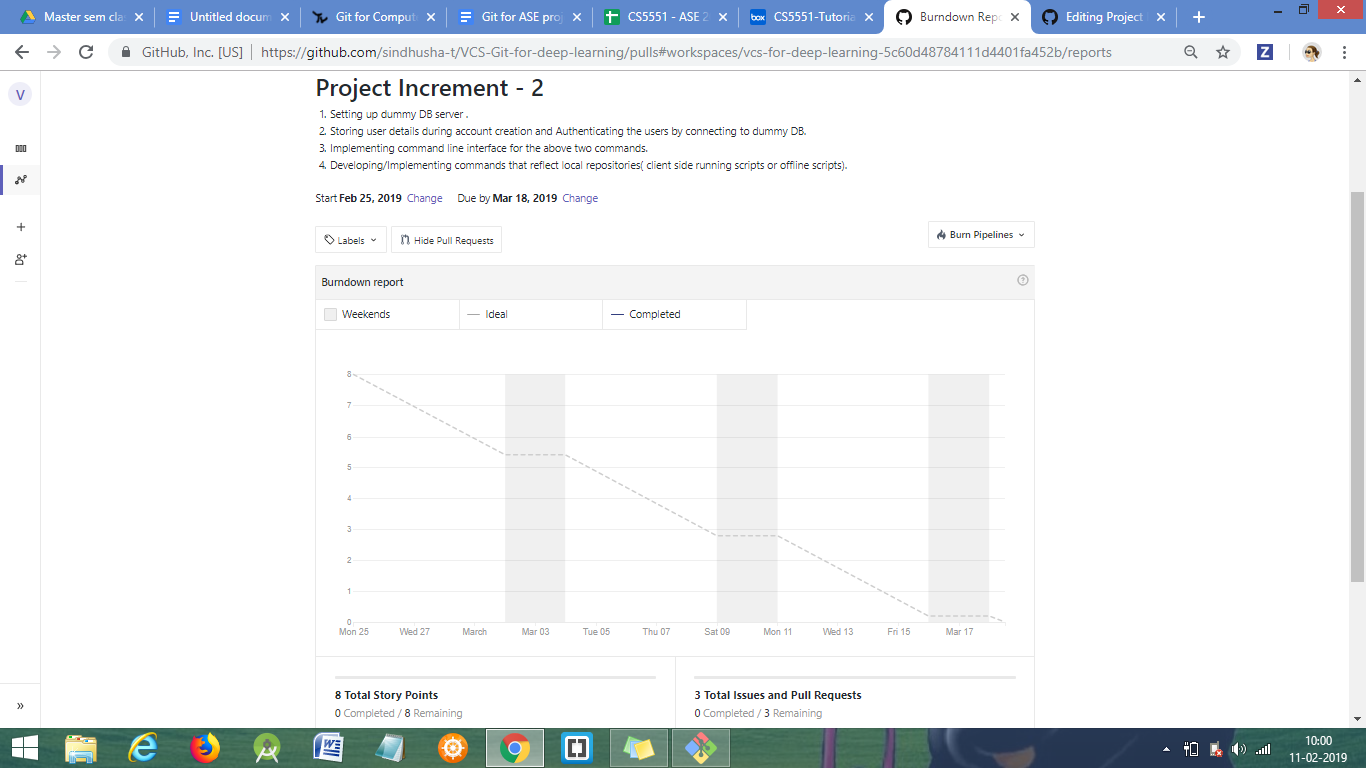 Master sem cla
Untitled docum
Git for Comput
Git for ASE proj
CS5551 - ASE 2
box CS5551-Tutoria
Burndown Repo
Editing Project
GitHub, Inc. [US] | https://github.com/sindhusha-t/VCS-Git-for-deep-learning/pulls#workspaces/vcs-for-deep-learning-5c60d48784111d4401fa452b/reports
Z
V
Project Increment - 2
1. Setting up dummy DB server .
2. Storing user details during account creation and Authenticating the users by connecting to dummy DB.
3. Implementing command line interface for the above two commands.
4. Developing/Implementing commands that reflect local repositories( client side running scripts or offline scripts).
Start Feb 25, 2019 Change Due by Mar 18, 2019 Change
Labels Hide Pull Requests Burn Pipelines
Burndown report
Weekends Ideal Completed
8
7
6
5
4
3
2
1
0
Mon 25 Wed 27 March Mar 03 Tue 05 Thu 07 Sat 09 Mon 11 Wed 13 Fri 15 Mar 17
8 Total Story Points
0 Completed / 8 Remaining
3 Total Issues and Pull Requests
0 Completed / 3 Remaining
10:00
11-02-2019